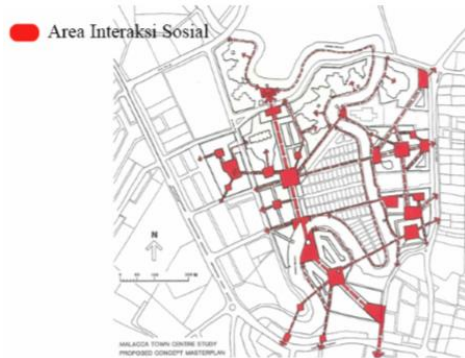 Area Interaksi Sosial
N
MALACCA TOWN CENTRE STUDY
PROPOSED CONCEPT MASTERPLAN